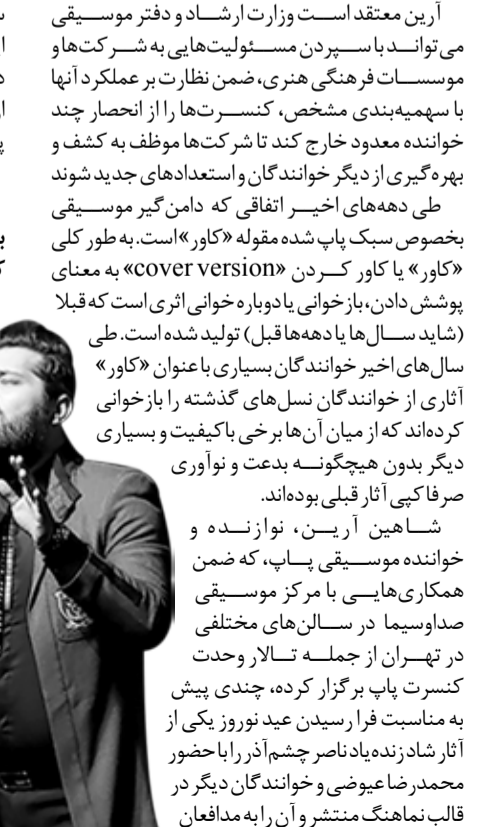 آرین معتقد است وزارت ارشاد و دفتر موسیقی
می‌تواند با سپردن مسئولیت‌هایی به شرکت‌ها و
موسسات فرهنگی هنری، ضمن نظارت بر عملکرد آنها
با سهمیه‌بندی مشخص، کنسرت‌ها را از انحصار چند
خواننده معدود خارج کند تا شرکت‌ها موظف به کشف و
بهره‌گیری از دیگر خوانندگان و استعدادهای جدید شوند
طی دهه‌های اخیر اتفاقی که دامن‌گیر موسیقی
بخصوص سبک پاپ شده مقوله «کاور» است. به طور کلی
«کاور» یا کاور کردن «cover version» به معنای
پوشش دادن، بازخوانی یا دوباره خوانی اثری است که قبلا
(شاید سال‌ها یا دهه‌ها قبل) تولید شده است. طی
سال‌های اخیر خوانندگان بسیاری با عنوان «کاور»
آثاری از خوانندگان نسل‌های گذشته را بازخوانی
کرده‌اند که از میان آن‌ها برخی باکیفیت و بسیاری
دیگر بدون هیچگونه بدعت و نوآوری
صرفا کپی آثار قبلی بوده‌اند.
شاهین آرین، نوازنده و
خواننده موسیقی پاپ، که ضمن
همکاری‌هایی با مرکز موسیقی
صداوسیما در سالن‌های مختلفی
در تهران از جمله تالار وحدت
کنسرت پاپ برگزار کرده، چندی پیش
به مناسبت فرا رسیدن عید نوروز یکی از
آثار شاد زنده‌یاد ناصر چشم‌آذر را با حضور
محمدرضا عیوضی و خوانندگان دیگر در
قالب نماهنگ منتشر و آن را به مدافعان